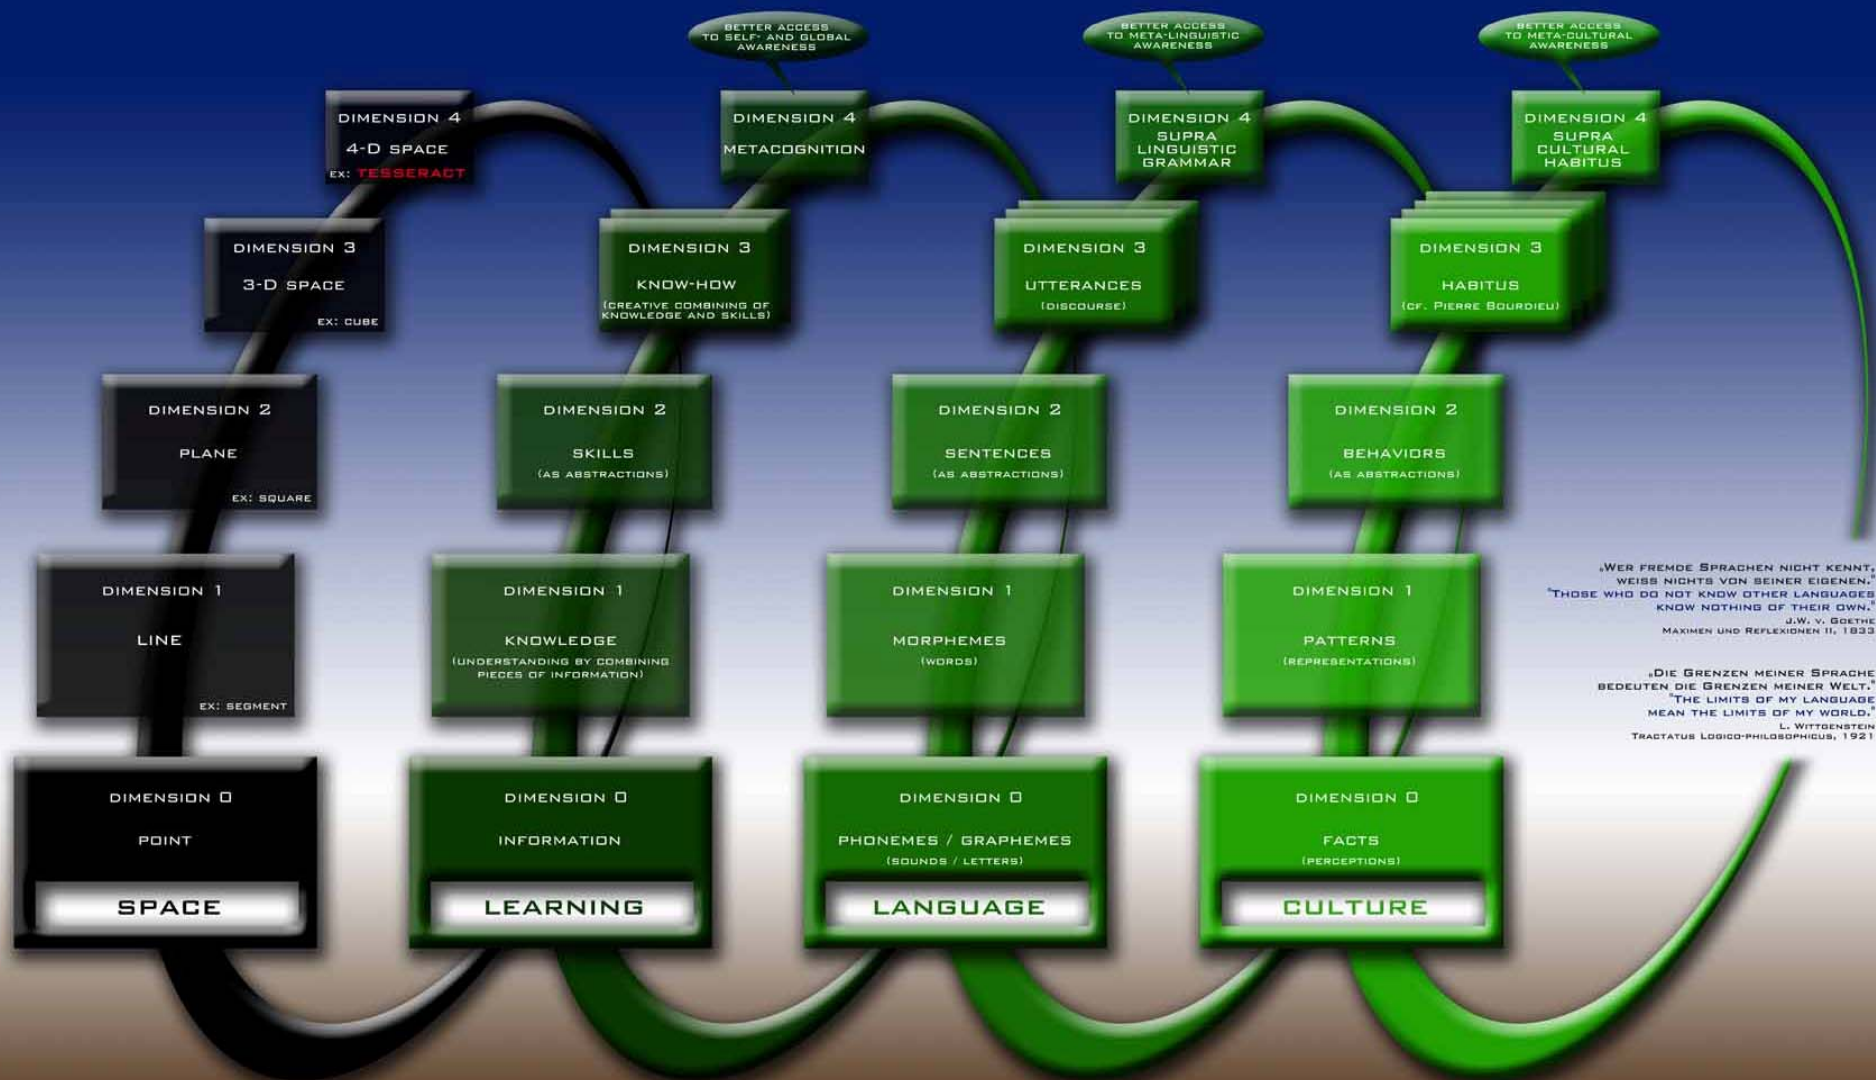 BETTER ACCESS
TO SELF- AND GLOBAL
AWARENESS
BETTER ACCESS
TO META-LINGUISTIC
AWARENESS
BETTER ACCESS
TO META-CULTURAL
AWARENESS
DIMENSION 4
4-D SPACE
EX: TESSERACT
DIMENSION 3
3-D SPACE
EX: CUBE
DIMENSION 2
PLANE
EX: SQUARE
DIMENSION 1
LINE
EX: SEGMENT
DIMENSION 0
POINT
SPACE
DIMENSION 4
METACOGNITION
DIMENSION 3
KNOW-HOW
(CREATIVE COMBINING OF
KNOWLEDGE AND SKILLS)
DIMENSION 2
SKILLS
(AS ABSTRACTIONS)
DIMENSION 1
KNOWLEDGE
(UNDERSTANDING BY COMBINING
PIECES OF INFORMATION)
DIMENSION 0
INFORMATION
LEARNING
DIMENSION 4
SUPRA
LINGUISTIC
GRAMMAR
DIMENSION 3
UTTERANCES
(DISCOURSE)
DIMENSION 2
SENTENCES
(AS ABSTRACTIONS)
DIMENSION 1
MORPHEMES
(WORDS)
DIMENSION 0
PHONEMES / GRAPHEMES
(SOUNDS / LETTERS)
LANGUAGE
DIMENSION 4
SUPRA
CULTURAL
HABITUS
DIMENSION 3
HABITUS
(CF. PIERRE BOURDIEU)
DIMENSION 2
BEHAVIORS
(AS ABSTRACTIONS)
DIMENSION 1
PATTERNS
(REPRESENTATIONS)
DIMENSION 0
FACTS
(PERCEPTIONS)
CULTURE
„WER FREMDE SPRACHEN NICHT KENNT,
WEISS NICHTS VON SEINER EIGENEN."
"THOSE WHO DO NOT KNOW OTHER LANGUAGES
KNOW NOTHING OF THEIR OWN."
J.W. V. GOETHE
MAXIMEN UND REFLEXIONEN II, 1833
„DIE GRENZEN MEINER SPRACHE
BEDEUTEN DIE GRENZEN MEINER WELT."
"THE LIMITS OF MY LANGUAGE
MEAN THE LIMITS OF MY WORLD."
L. WITTGENSTEIN
TRACTATUS LOGICO-PHILOSOPHICUS, 1921